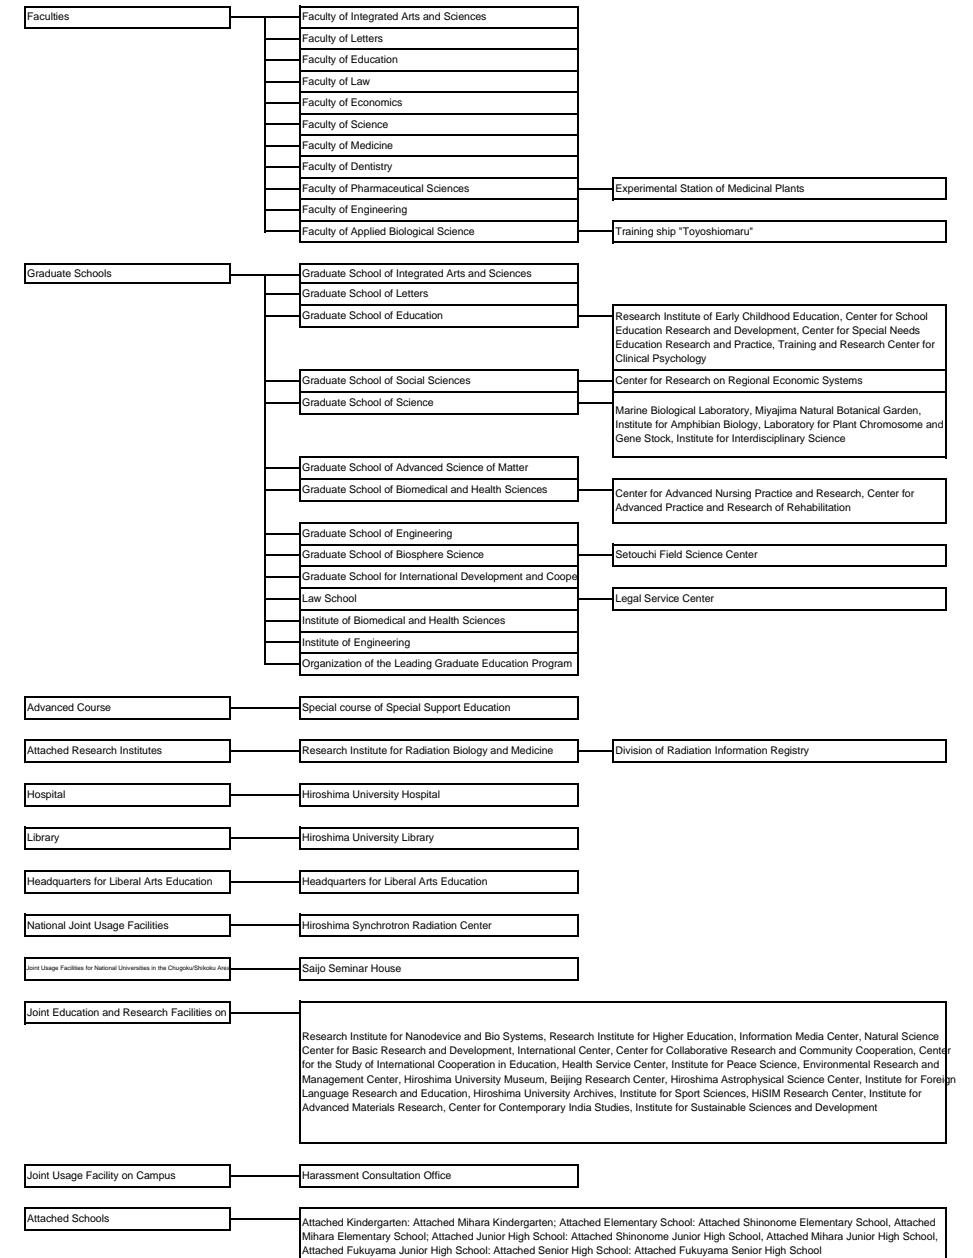 Faculties
Faculty of Integrated Arts and Sciences
Faculty of Letters
Faculty of Education
Faculty of Law
Faculty of Economics
Faculty of Science
Faculty of Medicine
Faculty of Dentistry
Faculty of Pharmaceutical Sciences
Experimental Station of Medicinal Plants
Faculty of Engineering
Faculty of Applied Biological Science
Training ship "Toyoshiomaru"
Graduate Schools
Graduate School of Integrated Arts and Sciences
Graduate School of Letters
Graduate School of Education
Research Institute of Early Childhood Education, Center for School
Education Research and Development, Center for Special Needs
Education Research and Practice, Training and Research Center for
Clinical Psychology
Graduate School of Social Sciences
Center for Research on Regional Economic Systems
Graduate School of Science
Marine Biological Laboratory, Miyajima Natural Botanical Garden,
Institute for Amphibian Biology, Laboratory for Plant Chromosome and
Gene Stock, Institute for Interdisciplinary Science
Graduate School of Advanced Science of Matter
Graduate School of Biomedical and Health Sciences
Center for Advanced Nursing Practice and Research, Center for
Advanced Practice and Research of Rehabilitation
Graduate School of Engineering
Graduate School of Biosphere Science
Setouchi Field Science Center
Graduate School for International Development and Coope
Law School
Legal Service Center
Institute of Biomedical and Health Sciences
Institute of Engineering
Organization of the Leading Graduate Education Program
Advanced Course
Special course of Special Support Education
Attached Research Institutes
Research Institute for Radiation Biology and Medicine
Division of Radiation Information Registry
Hospital
Hiroshima University Hospital
Library
Hiroshima University Library
Headquarters for Liberal Arts Education
Headquarters for Liberal Arts Education
National Joint Usage Facilities
Hiroshima Synchrotron Radiation Center
Joint Usage Facilities for National Universities in the Chugoku/Shikoku Area
Saijo Seminar House
Joint Education and Research Facilities on
Research Institute for Nanodevice and Bio Systems, Research Institute for Higher Education, Information Media Center, Natural Science
Center for Basic Research and Development, International Center, Center for Collaborative Research and Community Cooperation, Center
for the Study of International Cooperation in Education, Health Service Center, Institute for Peace Science, Environmental Research and
Management Center, Hiroshima University Museum, Beijing Research Center, Hiroshima Astrophysical Science Center, Institute for Foreign
Language Research and Education, Hiroshima University Archives, Institute for Sport Sciences, HiSIM Research Center, Institute for
Advanced Materials Research, Center for Contemporary India Studies, Institute for Sustainable Sciences and Development
Joint Usage Facility on Campus
Harassment Consultation Office
Attached Schools
Attached Kindergarten: Attached Mihara Kindergarten; Attached Elementary School: Attached Shinonome Elementary School, Attached
Mihara Elementary School; Attached Junior High School: Attached Shinonome Junior High School, Attached Mihara Junior High School,
Attached Fukuyama Junior High School: Attached Senior High School: Attached Fukuyama Senior High School